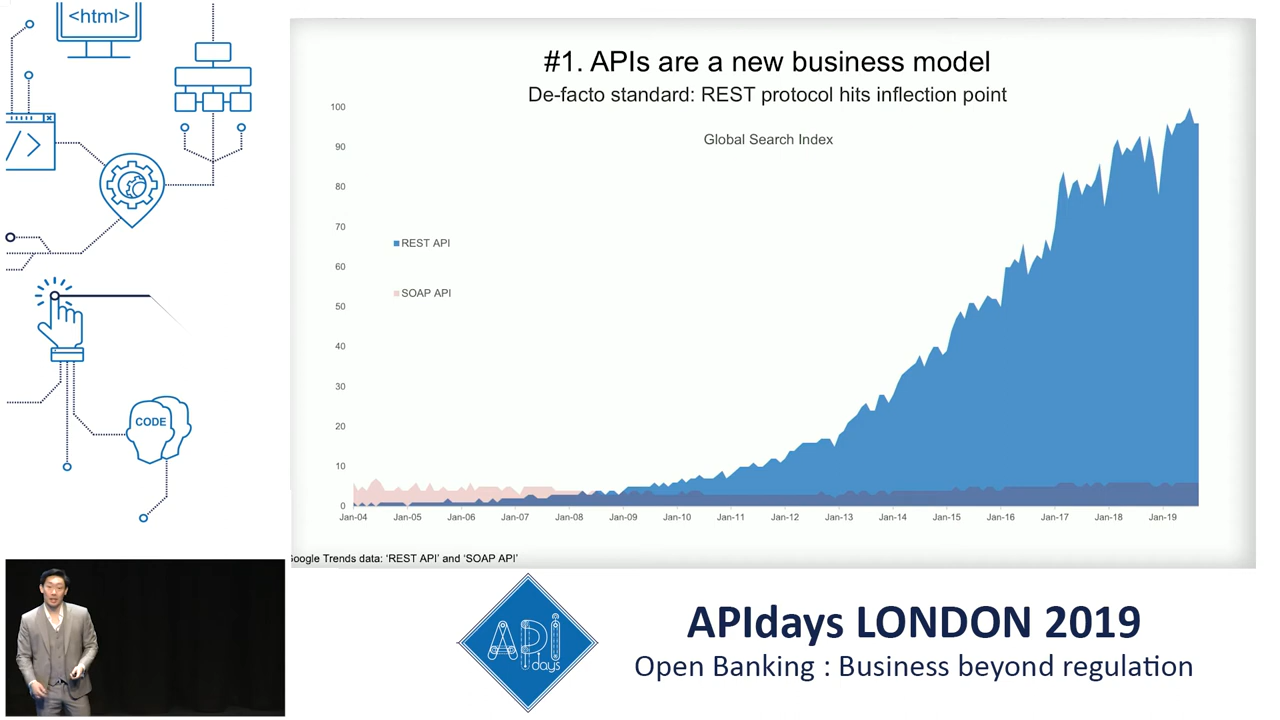 <html>
</>
CODE
#1. APIs are a new business model
De-facto standard: REST protocol hits inflection point
Global Search Index
100
90
80
70
60
50
40
30
20
10
0
REST API
SOAP API
Jan-04 Jan-05 Jan-06 Jan-07 Jan-08 Jan-09 Jan-10 Jan-11 Jan-12 Jan-13 Jan-14 Jan-15 Jan-16 Jan-17 Jan-18 Jan-19
Google Trends data: ‘REST API’ and ‘SOAP API’
API
days
APIdays LONDON 2019
Open Banking : Business beyond regulation